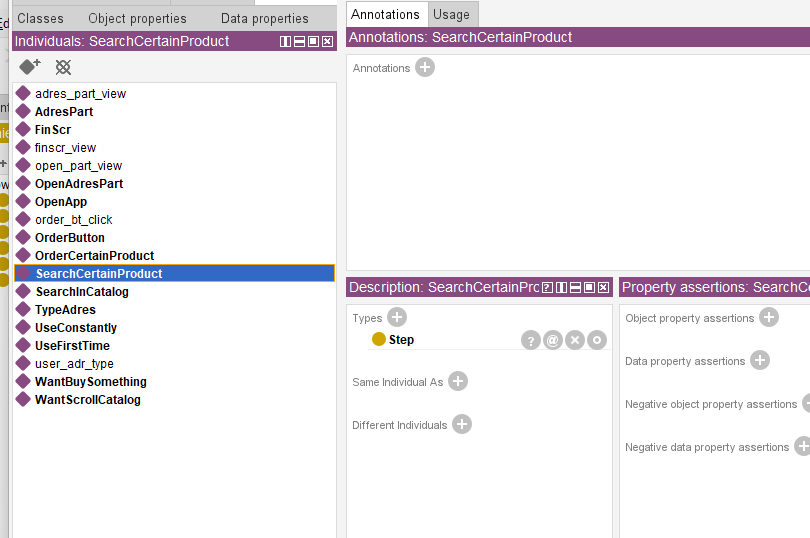 Classes Object properties Data properties
Individuals: SearchCertainProduct
adres_part_view
AdresPart
FinScr
finscr_view
open_part_view
OpenAdresPart
OpenApp
order_bt_click
OrderButton
OrderCertainProduct
SearchCertainProduct
SearchInCatalog
TypeAdres
UseConstantly
UseFirstTime
user_adr_type
WantBuySomething
WantScrollCatalog
Annotations Usage
Annotations: SearchCertainProduct
Annotations
Description: SearchCertainPrc
Types
Step
Same Individual As
Different Individuals
Property assertions: SearchCe
Object property assertions
Data property assertions
Negative object property assertions
Negative data property assertions